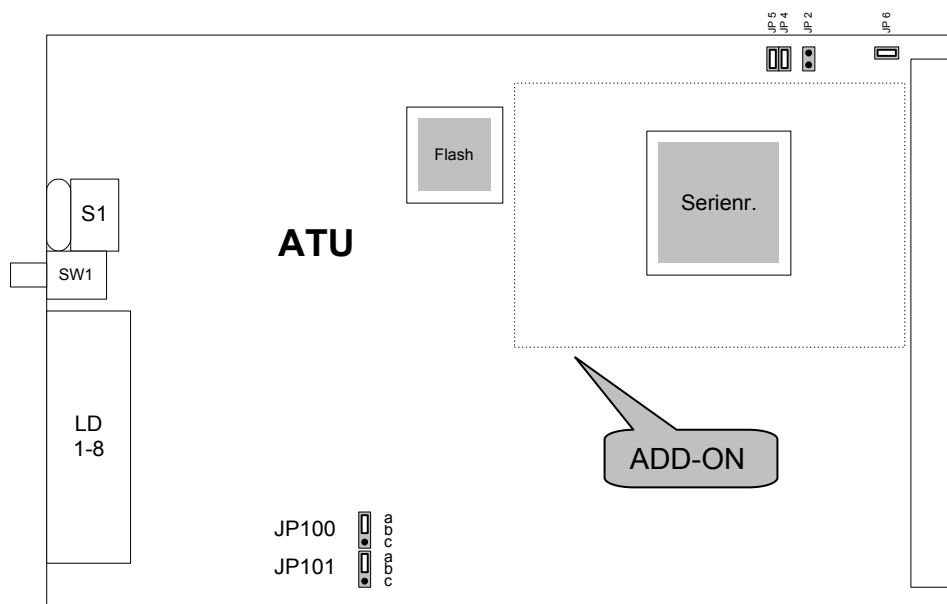 JP 5
JP 4
JP 2
JP 6
Flash
Serienr.
S1
ATU
SW1
LD
1-8
ADD-ON
JP100
a
b
c
JP101
a
b
c